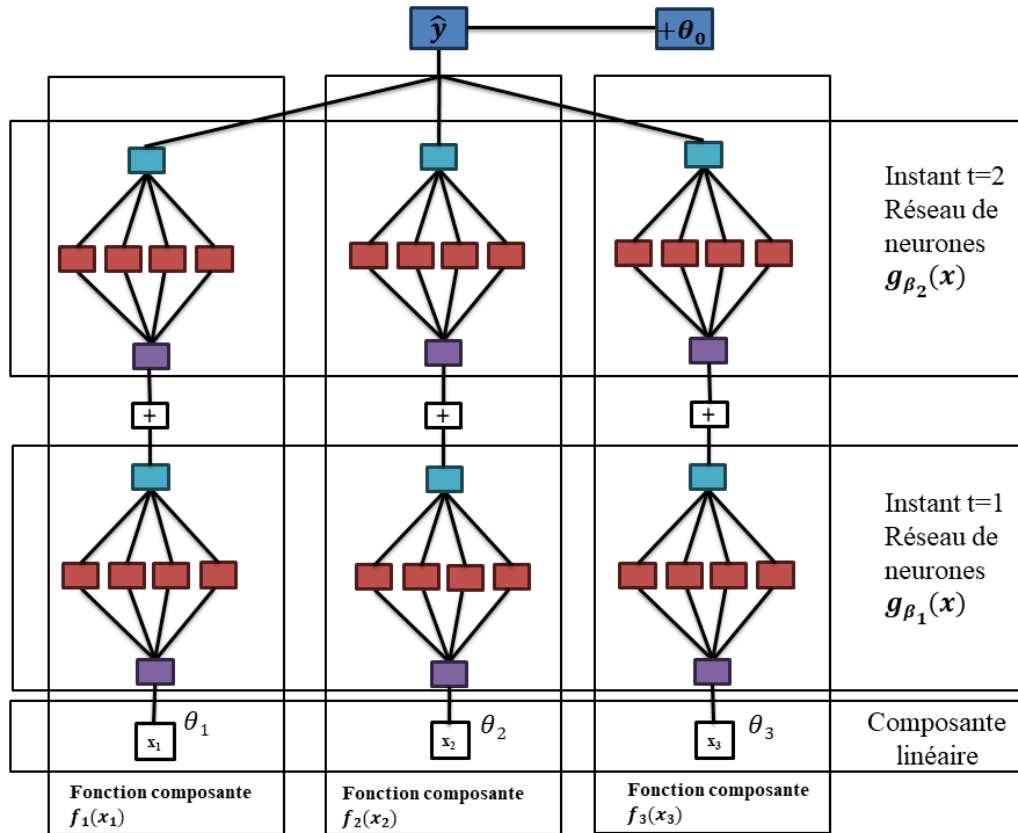 ŷ
+θ₀
Instant t=2
Réseau de
neurones
g_β₂(x)
+
+
+
Instant t=1
Réseau de
neurones
g_β₁(x)
x₁
θ₁
x₂
θ₂
x₃
θ₃
Composante
linéaire
Fonction composante
f₁(x₁)
Fonction composante
f₂(x₂)
Fonction composante
f₃(x₃)